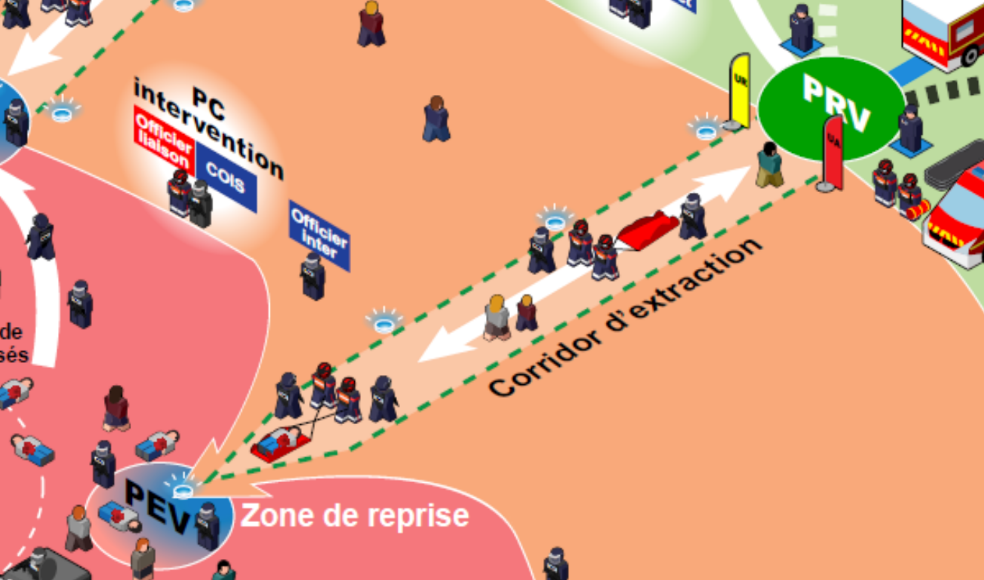 PC
intervention
Officier
liaison
COIS
Officier
inter
UR
PRV
UA
Corridor d'extraction
de
sés
PEV
Zone de reprise